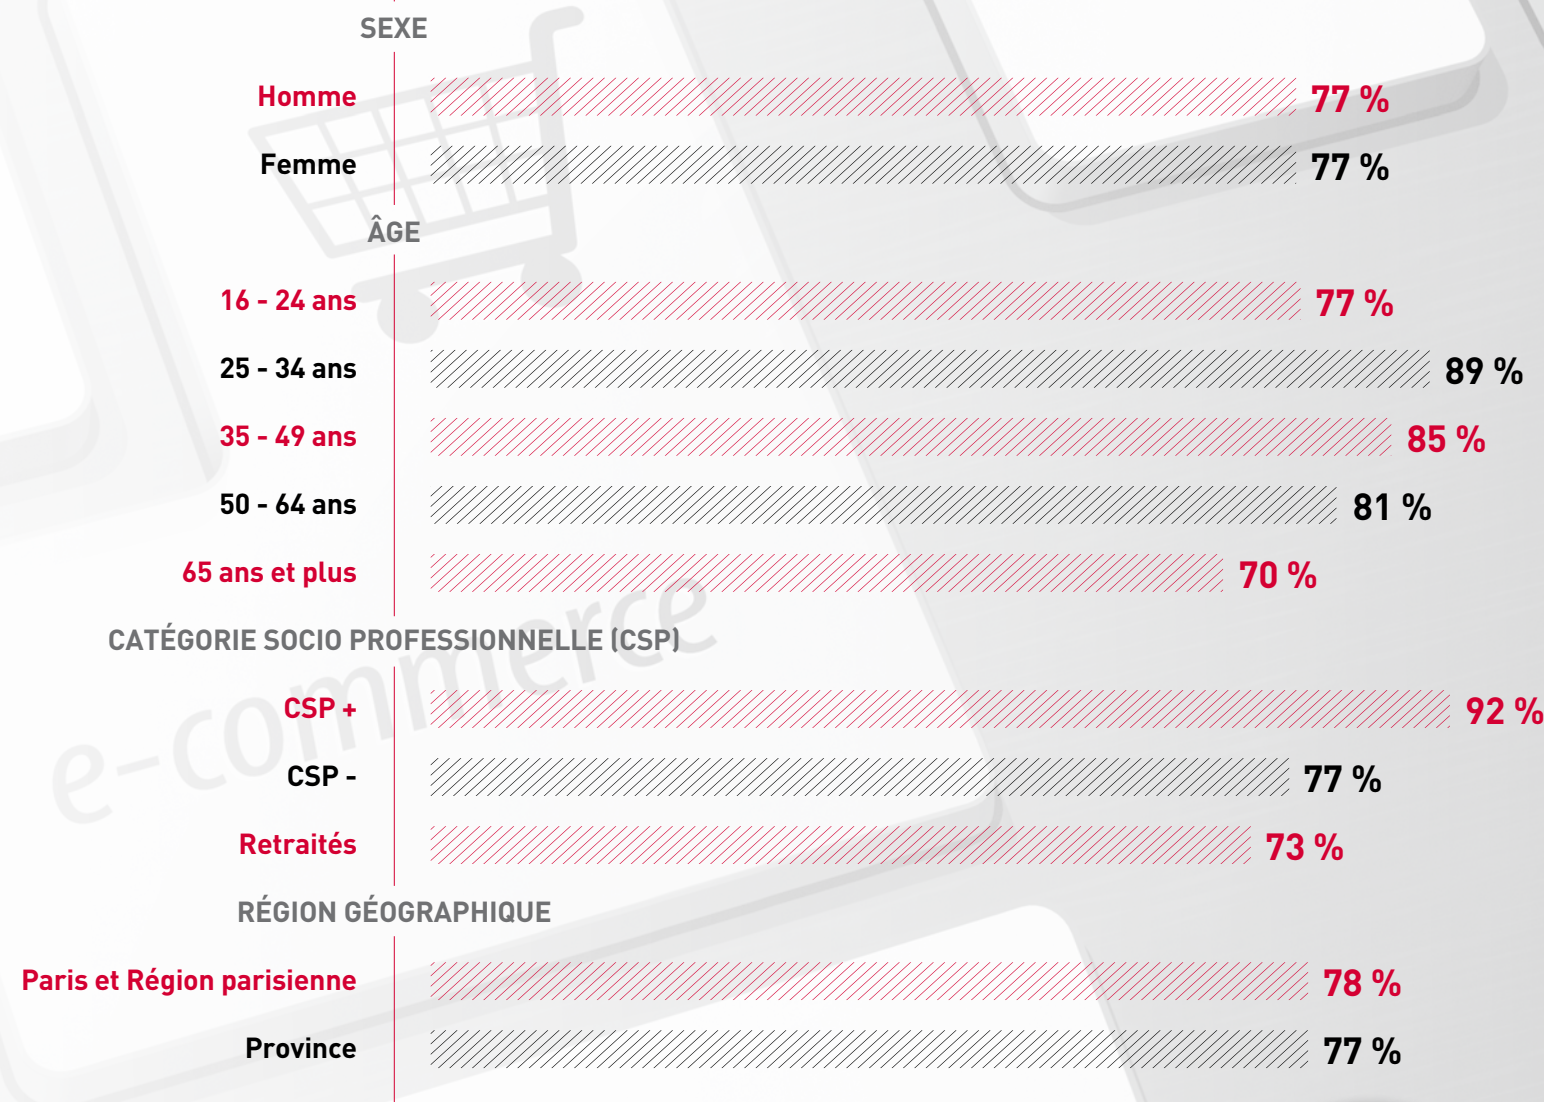 SEXE
Homme 77 %
Femme 77 %
ÂGE
16 - 24 ans 77 %
25 - 34 ans 89 %
35 - 49 ans 85 %
50 - 64 ans 81 %
65 ans et plus 70 %
CATÉGORIE SOCIO PROFESSIONNELLE (CSP)
e-commerce
CSP + 92 %
CSP - 77 %
Retraités 73 %
RÉGION GÉOGRAPHIQUE
Paris et Région parisienne 78 %
Province 77 %